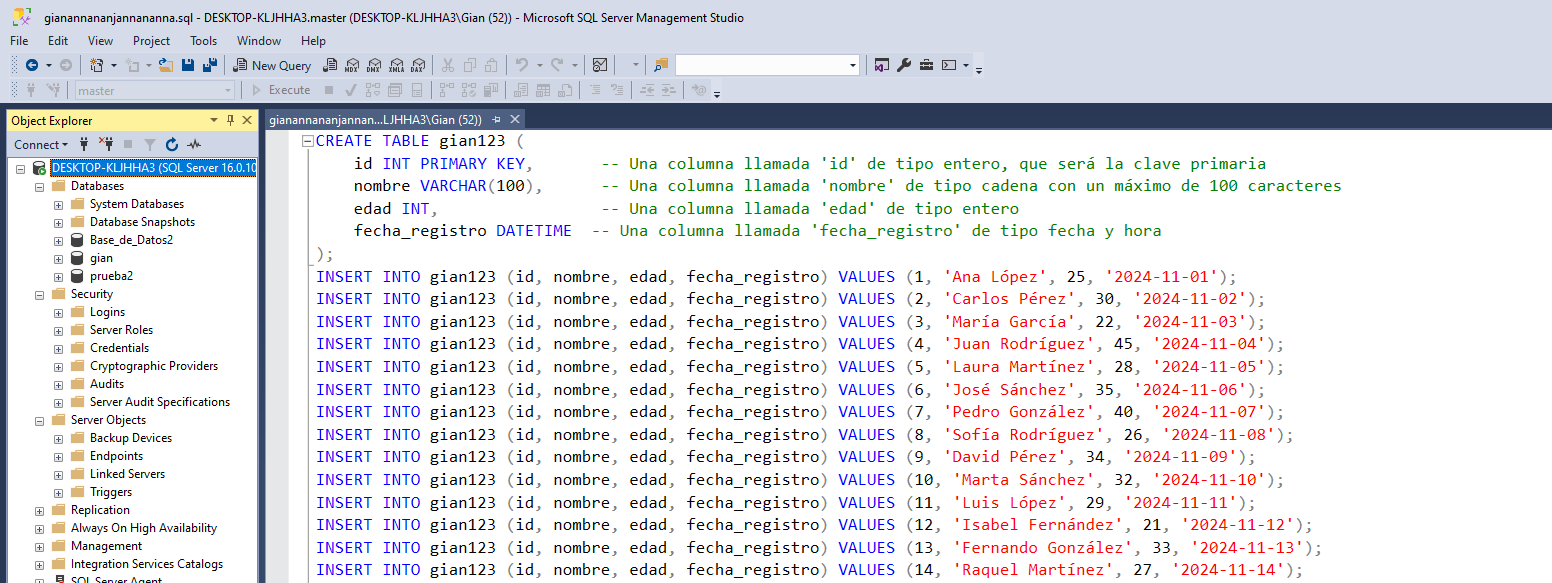 gianannananjannananna.sql - DESKTOP-KLJHHA3.master (DESKTOP-KLJHHA3\Gian (52)) - Microsoft SQL Server Management Studio
File Edit View Project Tools Window Help
New Query MDX DMX XMLA DAX
master Execute
Object Explorer
Connect
DESKTOP-KLJHHA3 (SQL Server 16.0.10
Databases
System Databases
Database Snapshots
Base_de_Datos2
gian
prueba2
Security
Logins
Server Roles
Credentials
Cryptographic Providers
Audits
Server Audit Specifications
Server Objects
Backup Devices
Endpoints
Linked Servers
Triggers
Replication
Always On High Availability
Management
Integration Services Catalogs
SQL Server Agent
gianannananjannan...LJHHA3\Gian (52))
CREATE TABLE gian123 (
id INT PRIMARY KEY, -- Una columna llamada 'id' de tipo entero, que será la clave primaria
nombre VARCHAR(100), -- Una columna llamada 'nombre' de tipo cadena con un máximo de 100 caracteres
edad INT, -- Una columna llamada 'edad' de tipo entero
fecha_registro DATETIME -- Una columna llamada 'fecha_registro' de tipo fecha y hora
);
INSERT INTO gian123 (id, nombre, edad, fecha_registro) VALUES (1, 'Ana López', 25, '2024-11-01');
INSERT INTO gian123 (id, nombre, edad, fecha_registro) VALUES (2, 'Carlos Pérez', 30, '2024-11-02');
INSERT INTO gian123 (id, nombre, edad, fecha_registro) VALUES (3, 'María García', 22, '2024-11-03');
INSERT INTO gian123 (id, nombre, edad, fecha_registro) VALUES (4, 'Juan Rodríguez', 45, '2024-11-04');
INSERT INTO gian123 (id, nombre, edad, fecha_registro) VALUES (5, 'Laura Martínez', 28, '2024-11-05');
INSERT INTO gian123 (id, nombre, edad, fecha_registro) VALUES (6, 'José Sánchez', 35, '2024-11-06');
INSERT INTO gian123 (id, nombre, edad, fecha_registro) VALUES (7, 'Pedro González', 40, '2024-11-07');
INSERT INTO gian123 (id, nombre, edad, fecha_registro) VALUES (8, 'Sofía Rodríguez', 26, '2024-11-08');
INSERT INTO gian123 (id, nombre, edad, fecha_registro) VALUES (9, 'David Pérez', 34, '2024-11-09');
INSERT INTO gian123 (id, nombre, edad, fecha_registro) VALUES (10, 'Marta Sánchez', 32, '2024-11-10');
INSERT INTO gian123 (id, nombre, edad, fecha_registro) VALUES (11, 'Luis López', 29, '2024-11-11');
INSERT INTO gian123 (id, nombre, edad, fecha_registro) VALUES (12, 'Isabel Fernández', 21, '2024-11-12');
INSERT INTO gian123 (id, nombre, edad, fecha_registro) VALUES (13, 'Fernando González', 33, '2024-11-13');
INSERT INTO gian123 (id, nombre, edad, fecha_registro) VALUES (14, 'Raquel Martínez', 27, '2024-11-14');